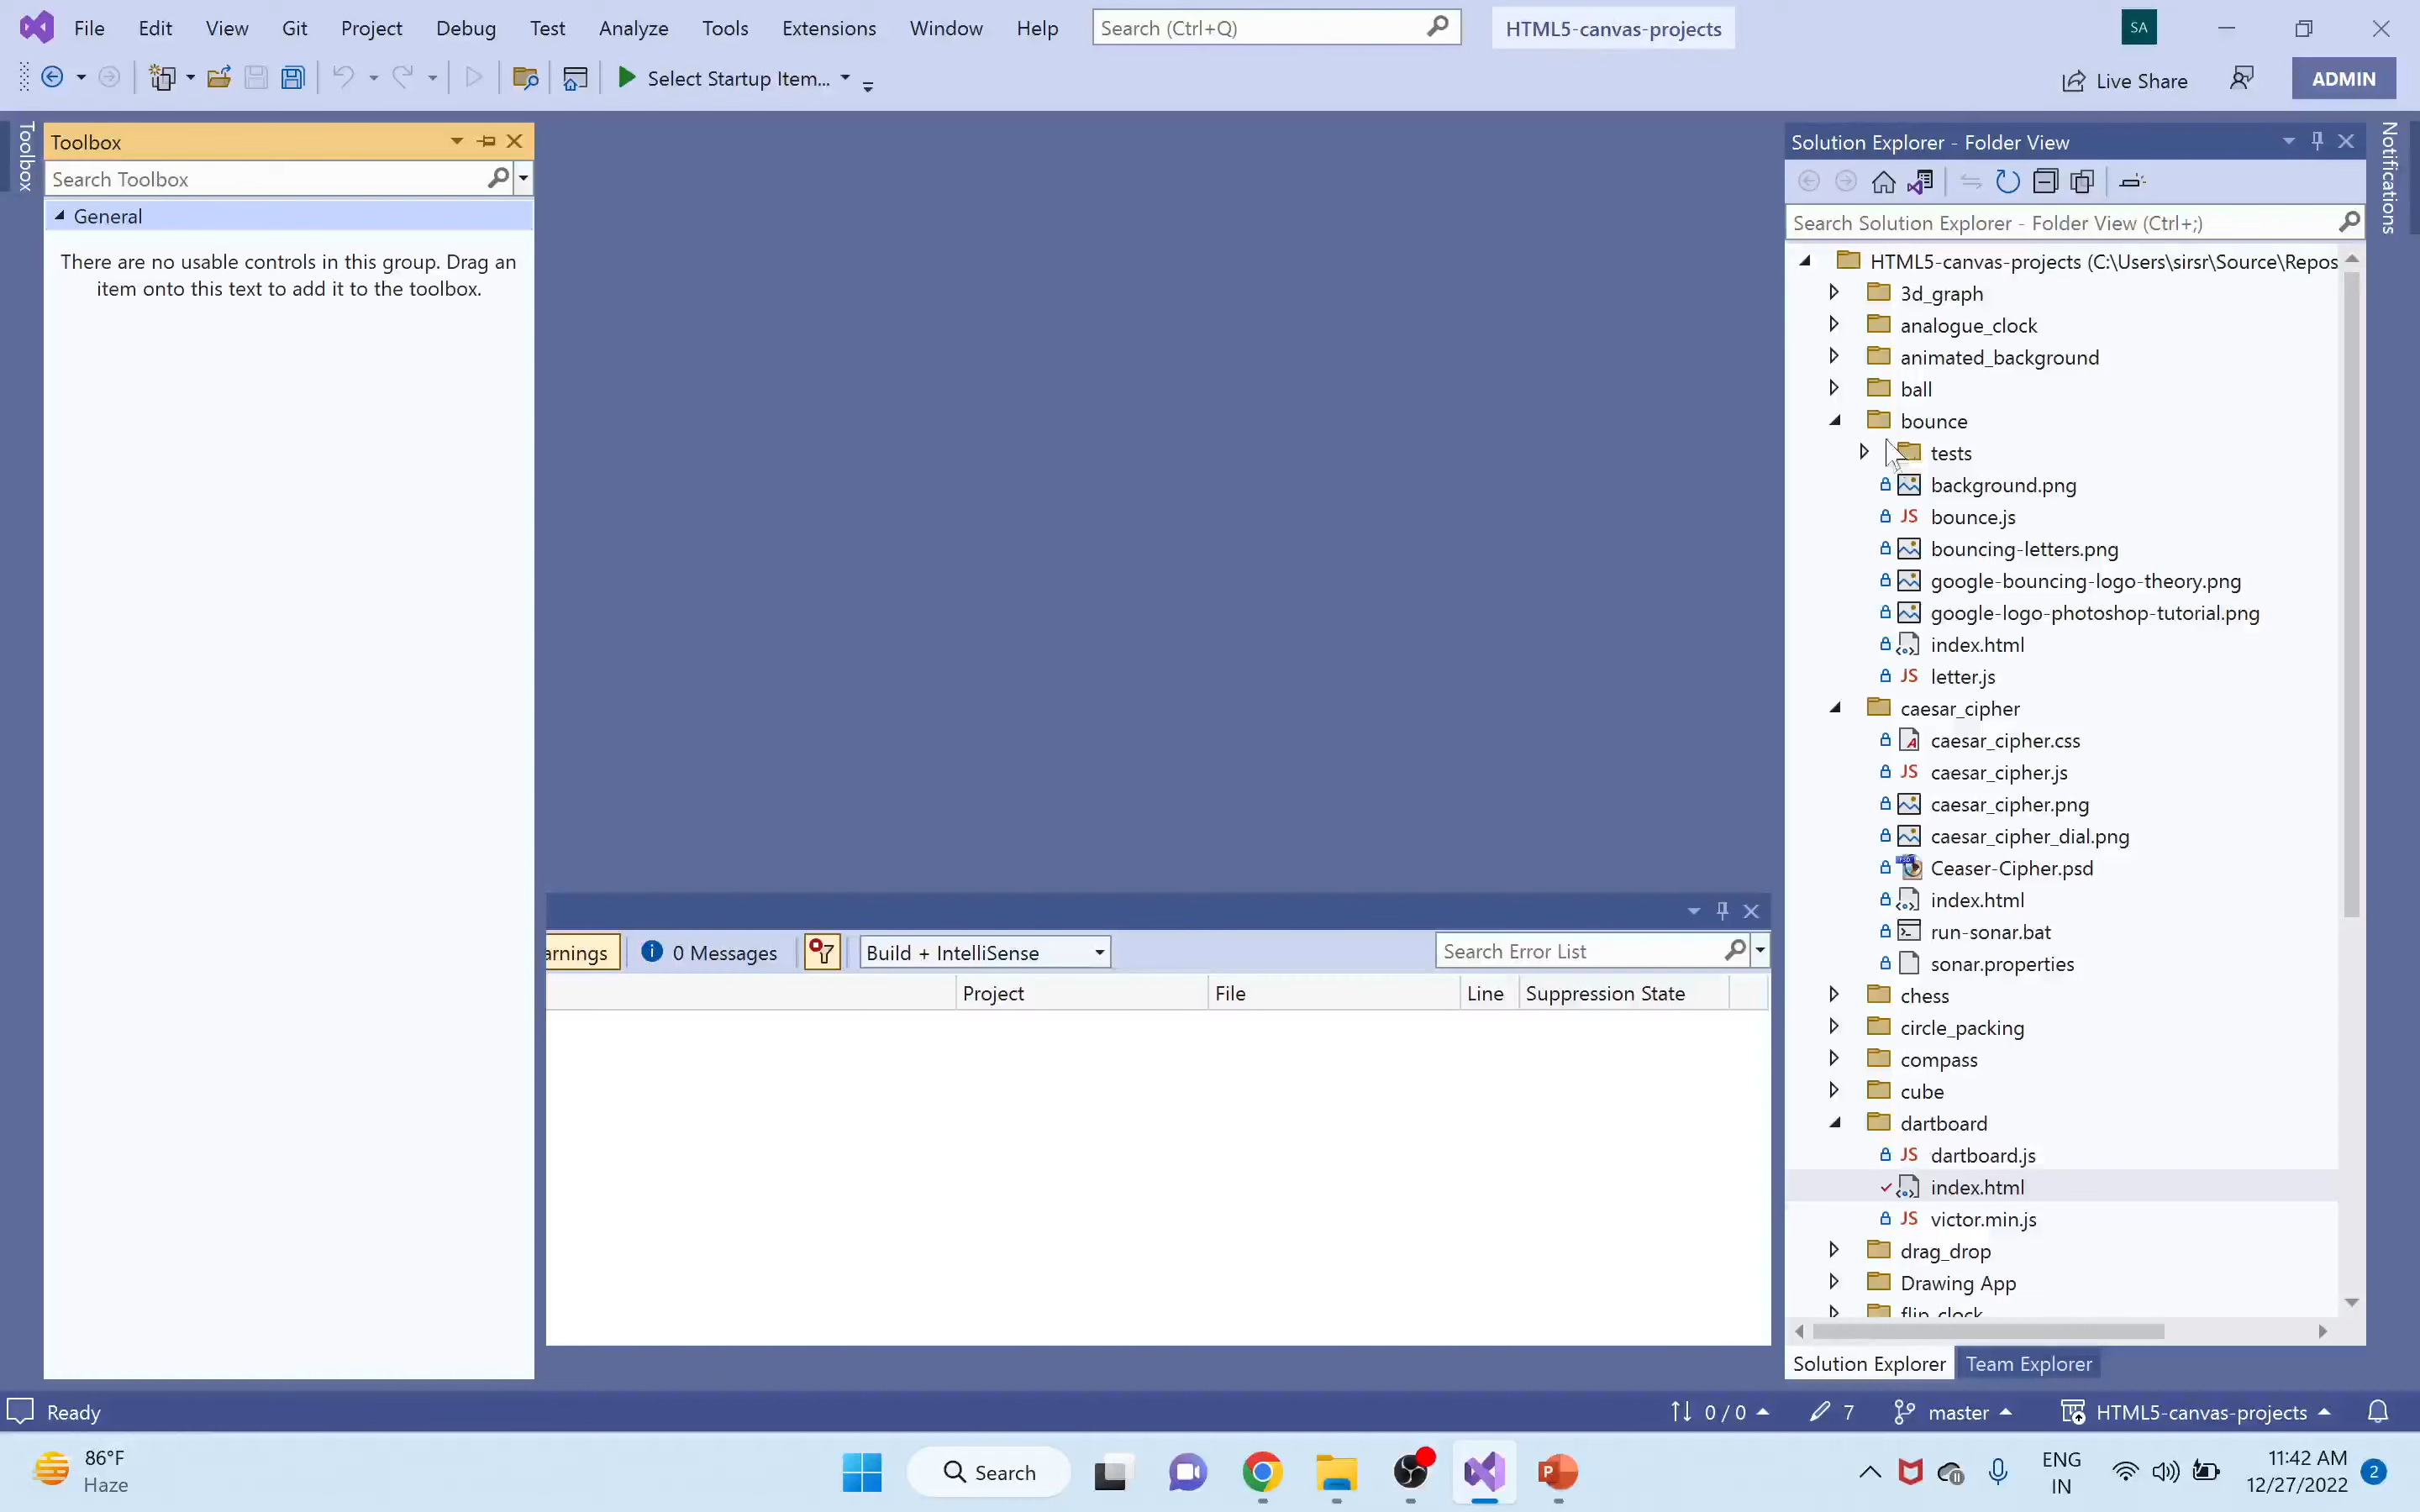 File Edit View Git Project Debug Test Analyze Tools Extensions Window Help Search (Ctrl+Q) HTML5-canvas-projects SA
Select Startup Item... Live Share ADMIN
Toolbox
Toolbox
Search Toolbox
General
There are no usable controls in this group. Drag an
item onto this text to add it to the toolbox.
arnings 0 Messages Build + IntelliSense Search Error List
Project File Line Suppression State
Solution Explorer - Folder View
Search Solution Explorer - Folder View (Ctrl+;)
HTML5-canvas-projects (C:\Users\sirsr\Source\Repos
3d_graph
analogue_clock
animated_background
ball
bounce
tests
background.png
JS bounce.js
bouncing-letters.png
google-bouncing-logo-theory.png
google-logo-photoshop-tutorial.png
index.html
JS letter.js
caesar_cipher
caesar_cipher.css
JS caesar_cipher.js
caesar_cipher.png
caesar_cipher_dial.png
Ceaser-Cipher.psd
index.html
run-sonar.bat
sonar.properties
chess
circle_packing
compass
cube
dartboard
JS dartboard.js
index.html
JS victor.min.js
drag_drop
Drawing App
flip_clock
Solution Explorer Team Explorer
Notifications
Ready 0 / 0 7 master HTML5-canvas-projects
86°F
Haze
Search
ENG
IN
11:42 AM
12/27/2022
2